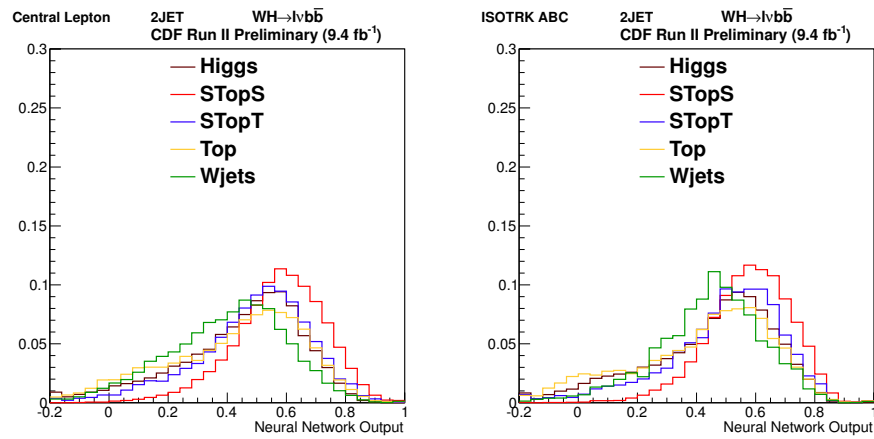 Central Lepton 2JET WH→lνbb̅
CDF Run II Preliminary (9.4 fb⁻¹)
0.3
0.25
0.2
0.15
0.1
0.05
0
Higgs
STopS
STopT
Top
Wjets
-0.2 0 0.2 0.4 0.6 0.8 1
Neural Network Output
ISOTRK ABC 2JET WH→lνbb̅
CDF Run II Preliminary (9.4 fb⁻¹)
0.3
0.25
0.2
0.15
0.1
0.05
0
Higgs
STopS
STopT
Top
Wjets
-0.2 0 0.2 0.4 0.6 0.8 1
Neural Network Output